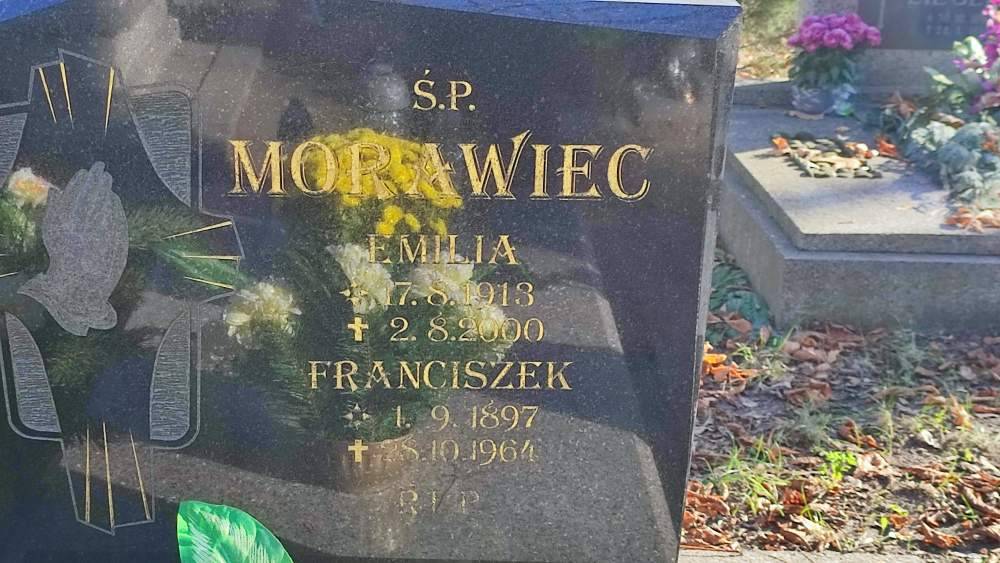 Ś.P.
MORAWIEC
EMILIA
☆ 17. 8. 1913
✝ 2. 8. 2000
FRANCISZEK
☆ 1. 9. 1897
✝ 28.10.1964
R.I.P.